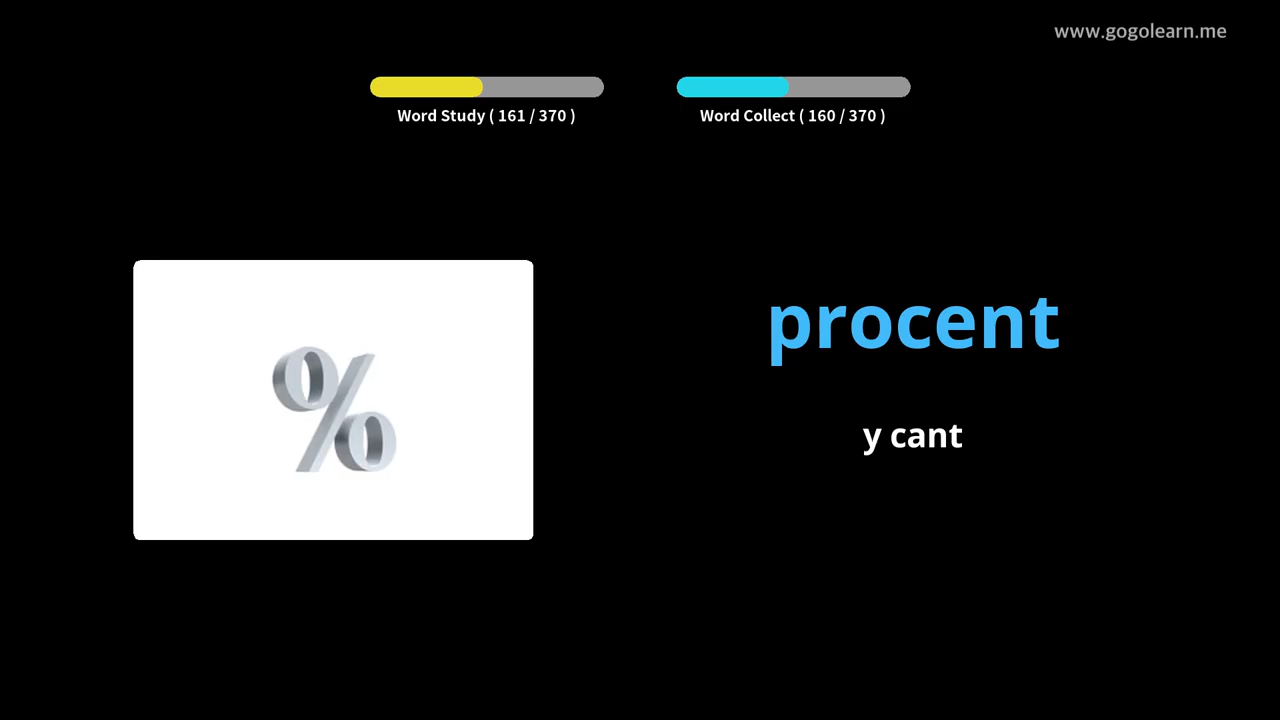 www.gogolearn.me
Word Study ( 161 / 370 )
Word Collect ( 160 / 370 )
%
procent
y cant